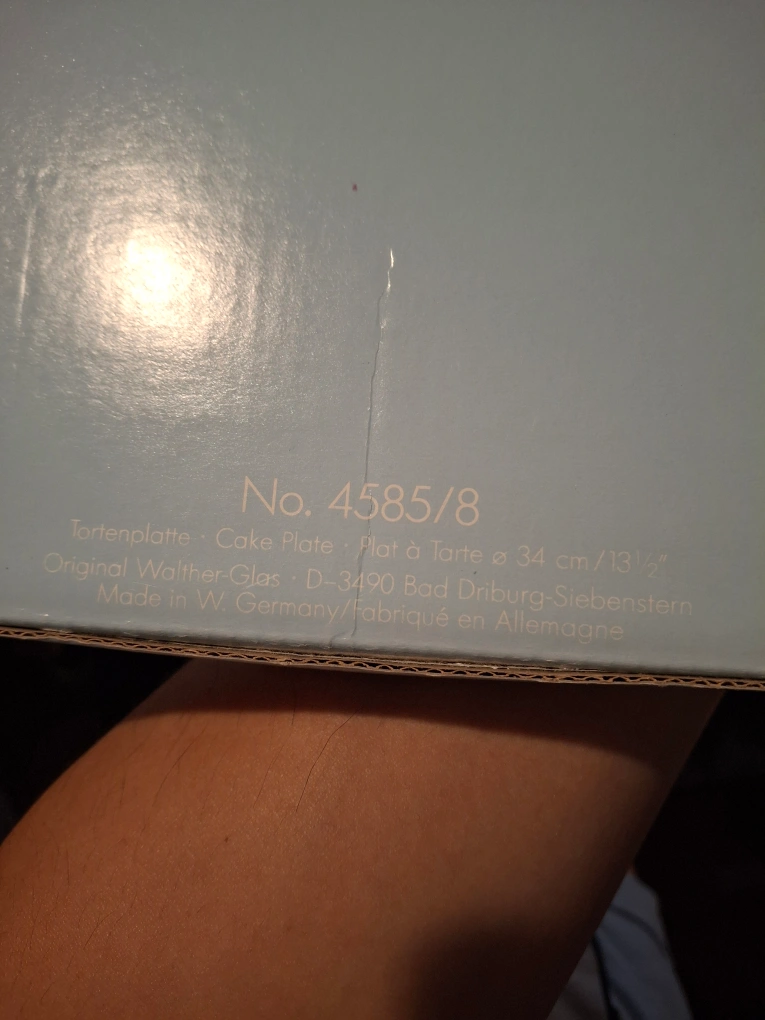 No. 4585/8
Tortenplatte · Cake Plate · Plat à Tarte ø 34 cm/13½"
Original Walther-Glas · D-3490 Bad Driburg-Siebenstern
Made in W. Germany/Fabriqué en Allemagne